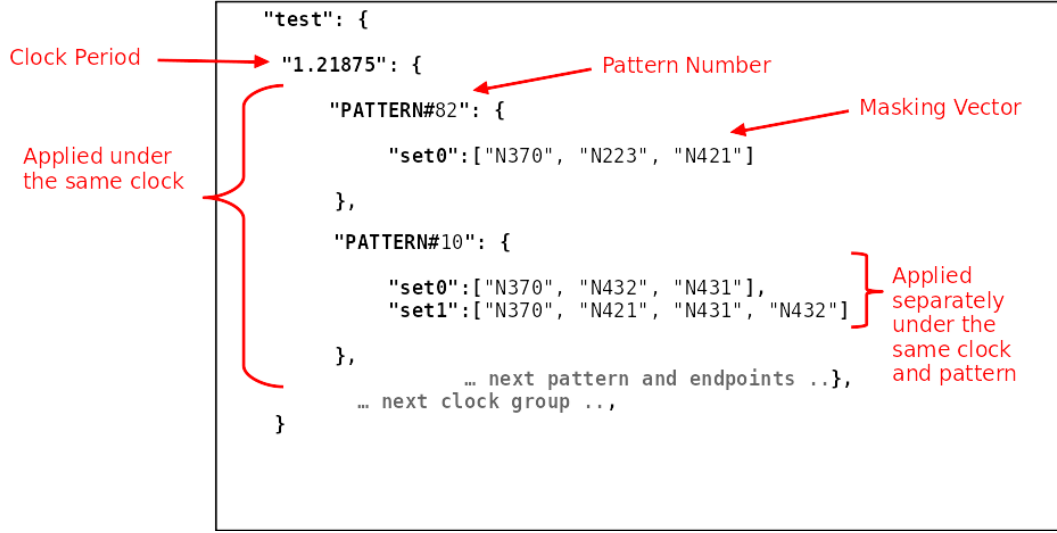 "test": {
Clock Period
"1.21875": {
Pattern Number
"PATTERN#82": {
Masking Vector
Applied under
the same clock
"set0":["N370", "N223", "N421"]
},
"PATTERN#10": {
"set0":["N370", "N432", "N431"],
"set1":["N370", "N421", "N431", "N432"]
Applied
separately
under the
same clock
and pattern
},
… next pattern and endpoints ..},
… next clock group ..,
}